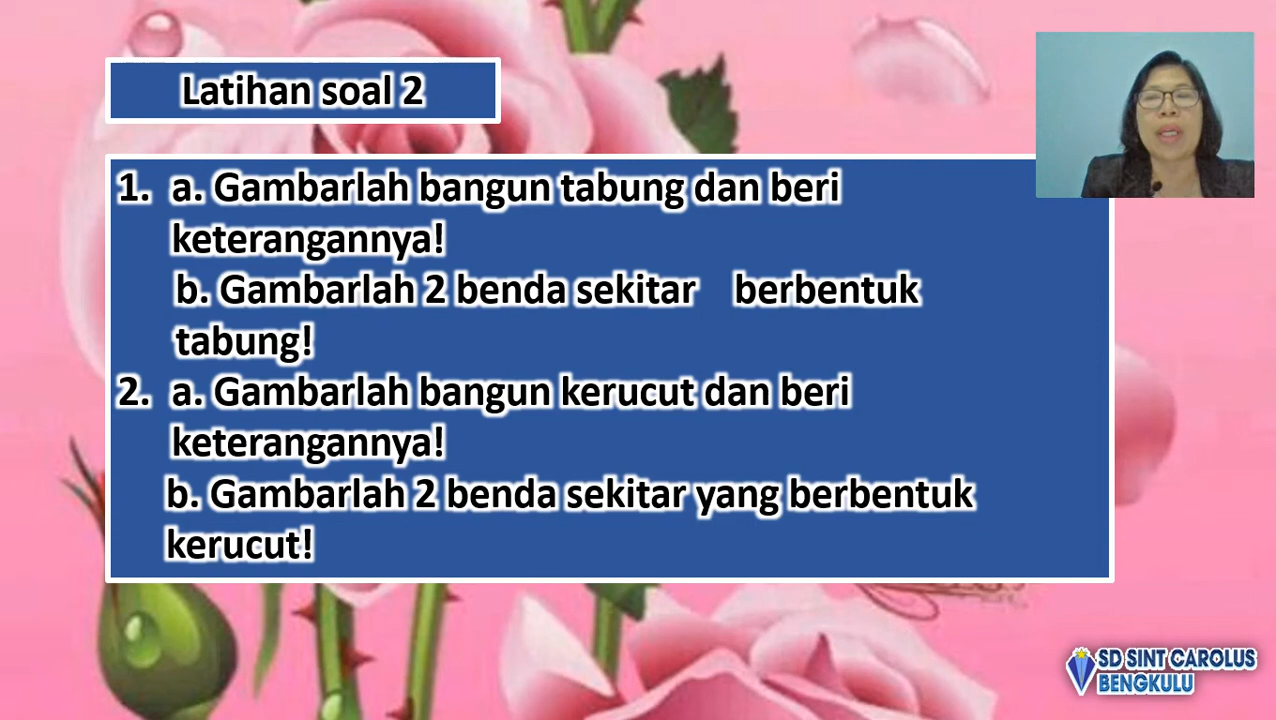 Latihan soal 2
1. a. Gambarlah bangun tabung dan beri
keterangannya!
b. Gambarlah 2 benda sekitar berbentuk
tabung!
2. a. Gambarlah bangun kerucut dan beri
keterangannya!
b. Gambarlah 2 benda sekitar yang berbentuk
kerucut!
SD SINT CAROLUS
BENGKULU